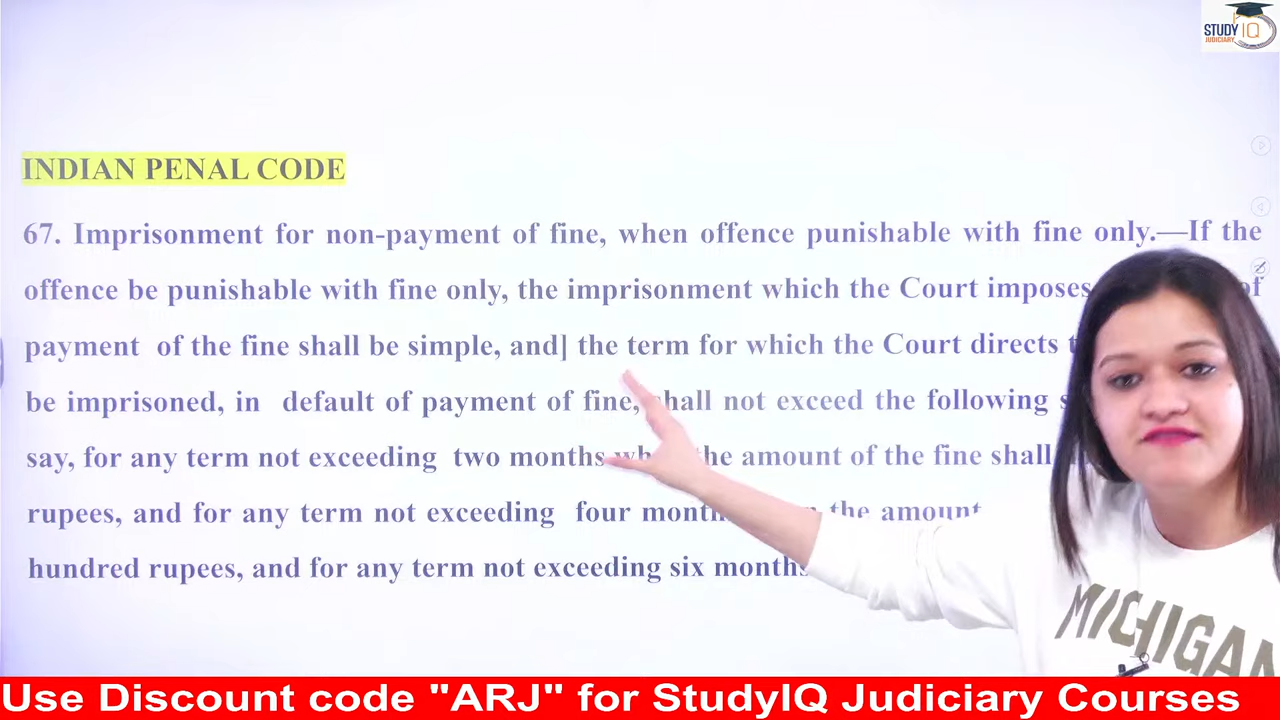 STUDY IQ
JUDICIARY
INDIAN PENAL CODE
67. Imprisonment for non-payment of fine, when offence punishable with fine only.—If the
offence be punishable with fine only, the imprisonment which the Court imposes of
payment of the fine shall be simple, and] the term for which the Court directs
be imprisoned, in default of payment of fine, shall not exceed the following
say, for any term not exceeding two months the amount of the fine shall
rupees, and for any term not exceeding four the amount
hundred rupees, and for any term not exceeding six months
MICHIGAN
Use Discount code "ARJ" for StudyIQ Judiciary Courses